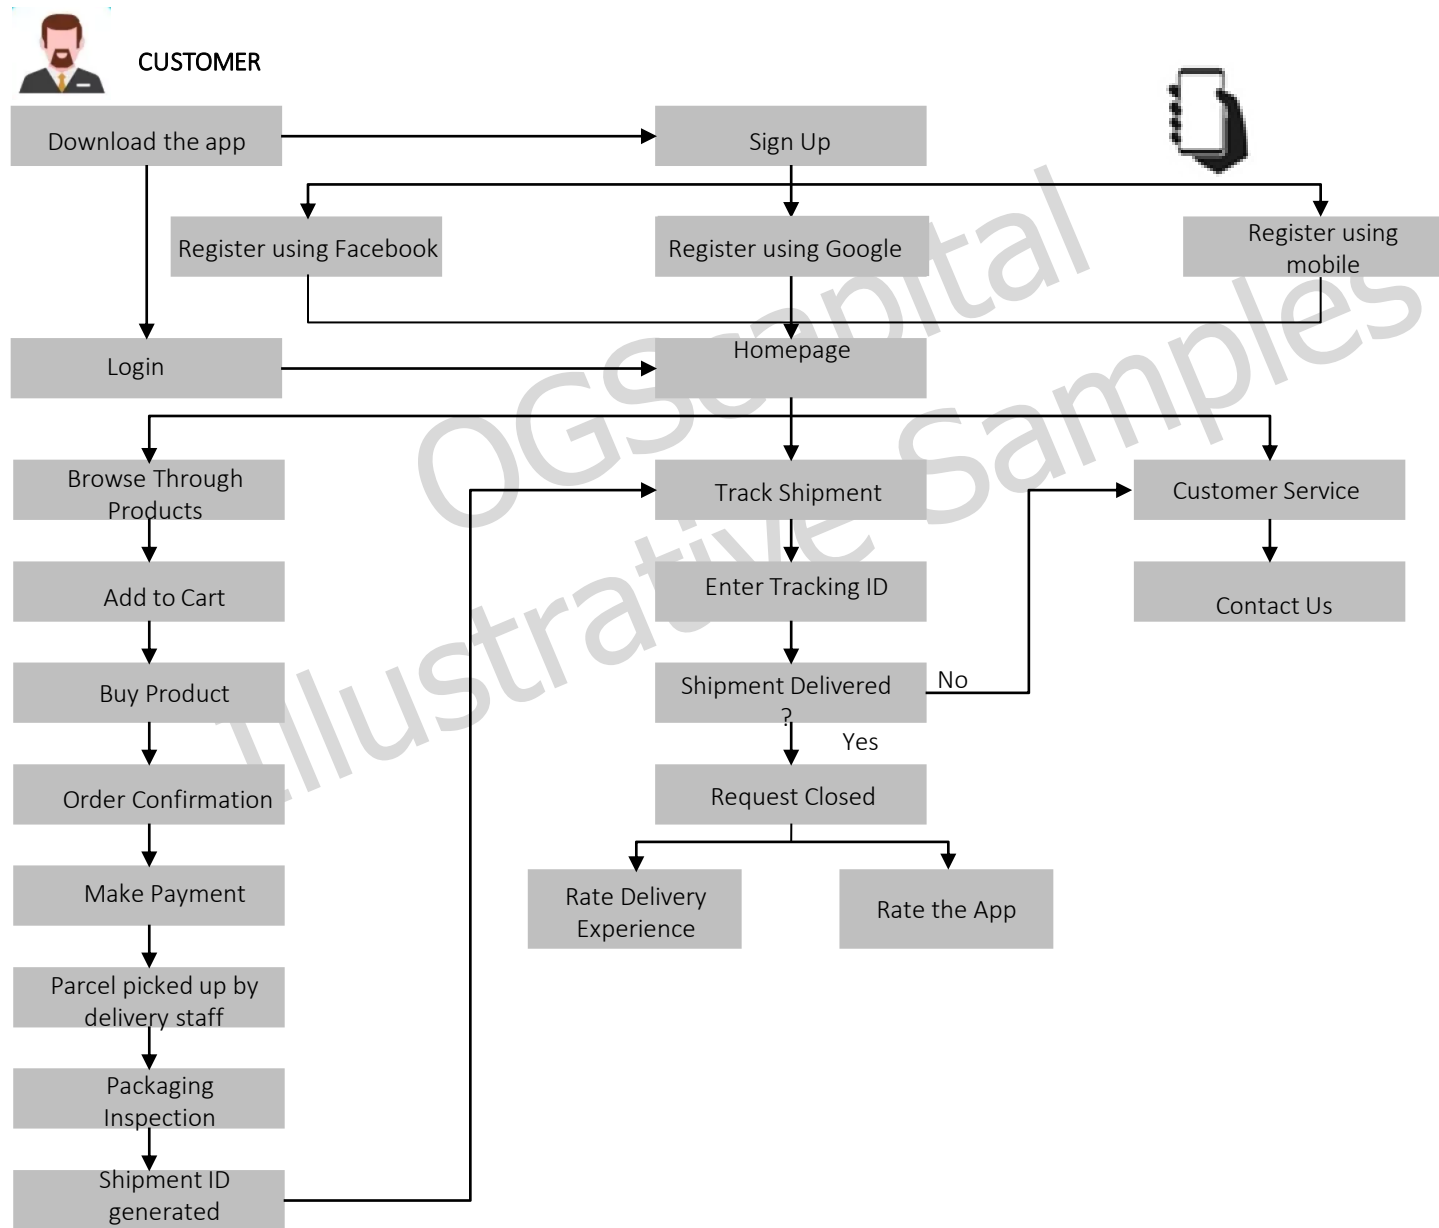 CUSTOMER
Download the app
Sign Up
Register using Facebook
Register using Google
Register using
mobile
Login
Homepage
Browse Through
Products
Track Shipment
Customer Service
Add to Cart
Enter Tracking ID
Contact Us
Buy Product
Shipment Delivered
?
No
Yes
Order Confirmation
Request Closed
Make Payment
Rate Delivery
Experience
Rate the App
Parcel picked up by
delivery staff
Packaging
Inspection
Shipment ID
generated
OGScapital
Illustrative Samples